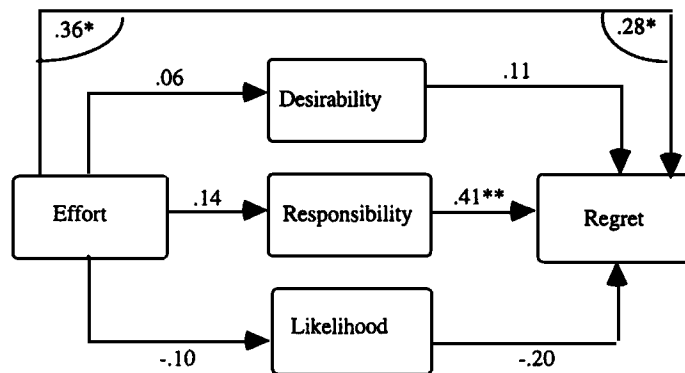 .36*
.28*
.06
Desirability
.11
Effort
.14
Responsibility
.41**
Regret
Likelihood
-.10
-.20